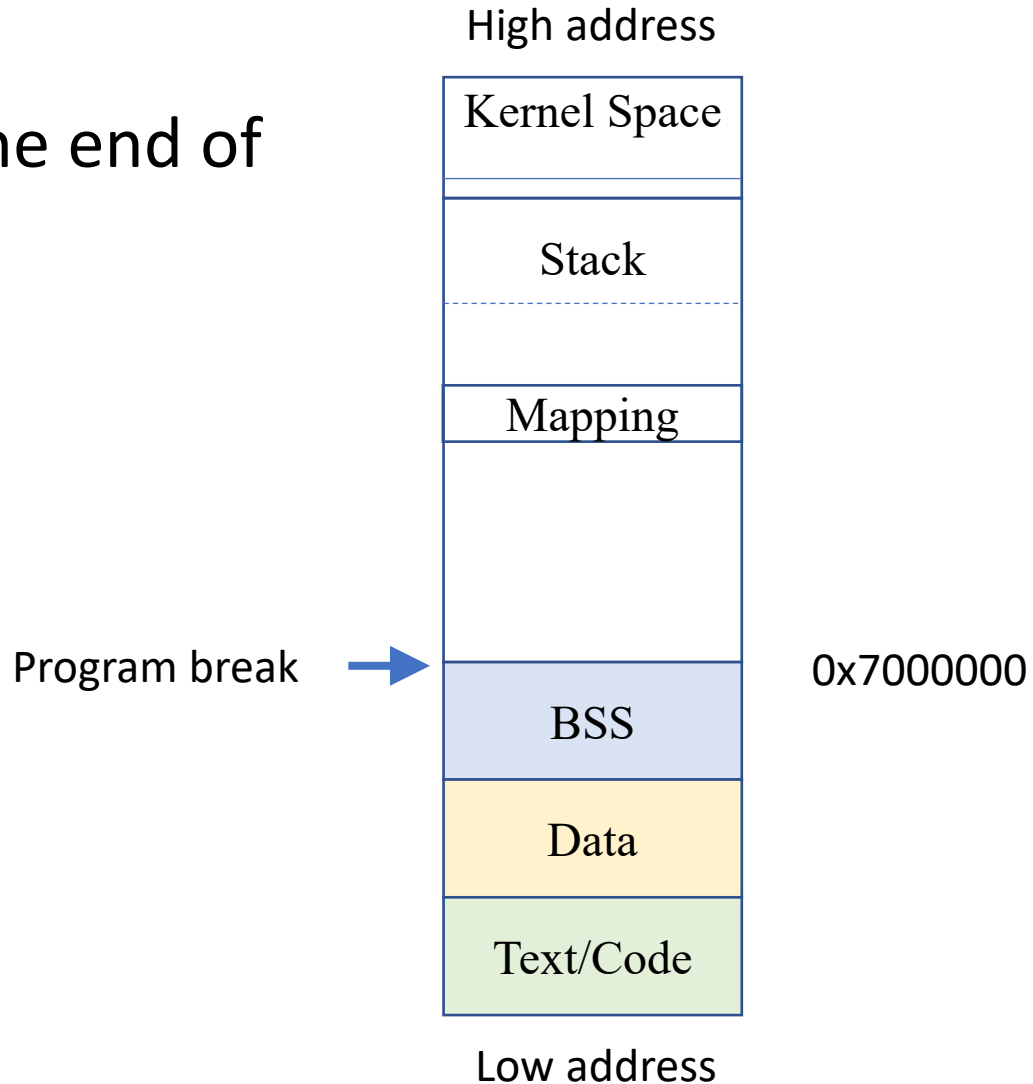 High address
ne end of
Kernel Space
Stack
Mapping
Program break
0x7000000
BSS
Data
Text/Code
Low address